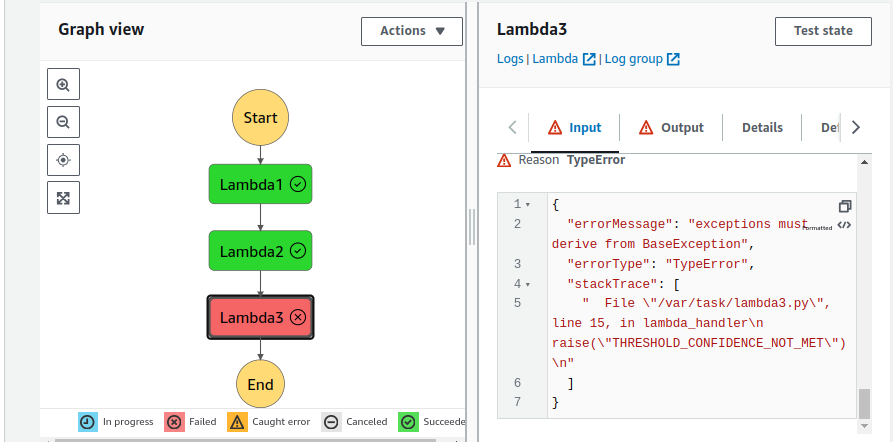 Graph view
Actions
Start
Lambda1
Lambda2
Lambda3
End
In progress
Failed
Caught error
Canceled
Succeede
Lambda3
Test state
Logs | Lambda | Log group
Input
Output
Details
De
Reason TypeError
Formatted
1 {
2 "errorMessage": "exceptions must
derive from BaseException",
3 "errorType": "TypeError",
4 "stackTrace": [
5 "  File \"/var/task/lambda3.py\",
line 15, in lambda_handler\n
raise(\"THRESHOLD_CONFIDENCE_NOT_MET\")
\n"
6 ]
7 }